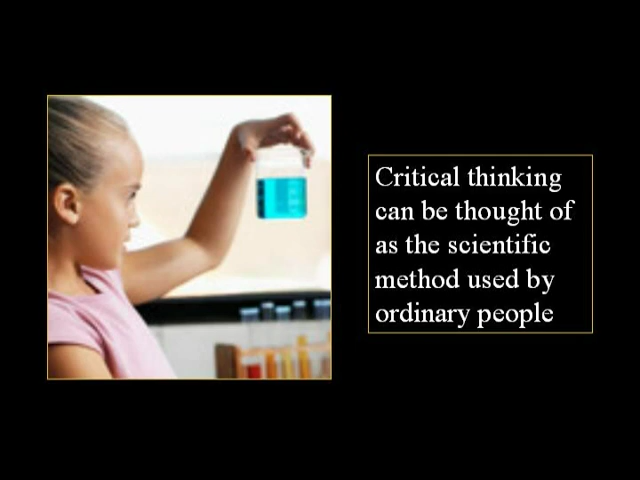 Critical thinking
can be thought of
as the scientific
method used by
ordinary people